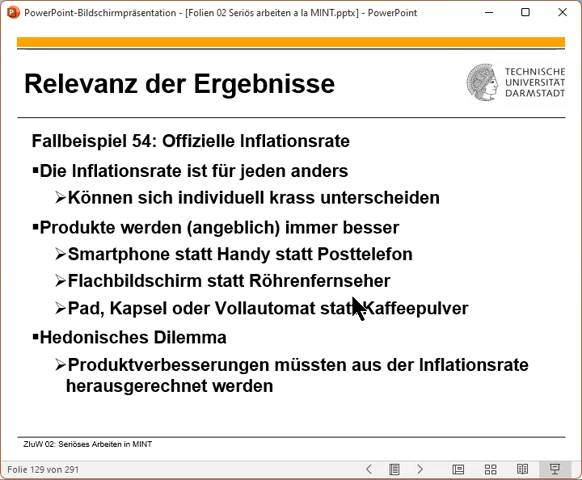 PowerPoint-Bildschirmpräsentation - [Folien 02 Seriös arbeiten a la MINT.pptx] - PowerPoint
Relevanz der Ergebnisse
TECHNISCHE
UNIVERSITÄT
DARMSTADT
Fallbeispiel 54: Offizielle Inflationsrate
▪Die Inflationsrate ist für jeden anders
➢Können sich individuell krass unterscheiden
▪Produkte werden (angeblich) immer besser
➢Smartphone statt Handy statt Posttelefon
➢Flachbildschirm statt Röhrenfernseher
➢Pad, Kapsel oder Vollautomat statt Kaffeepulver
▪Hedonisches Dilemma
➢Produktverbesserungen müssten aus der Inflationsrate
herausgerechnet werden
ZIuW 02: Seriöses Arbeiten in MINT
Folie 129 von 291